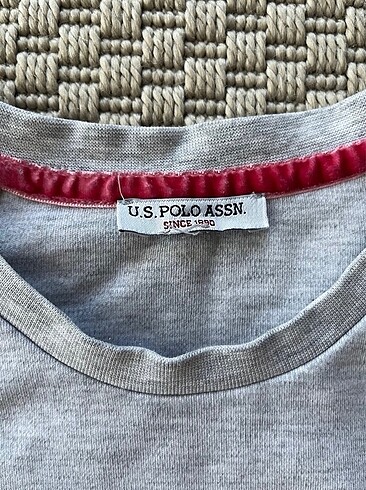 U.S. POLO ASSN.
SINCE 1890